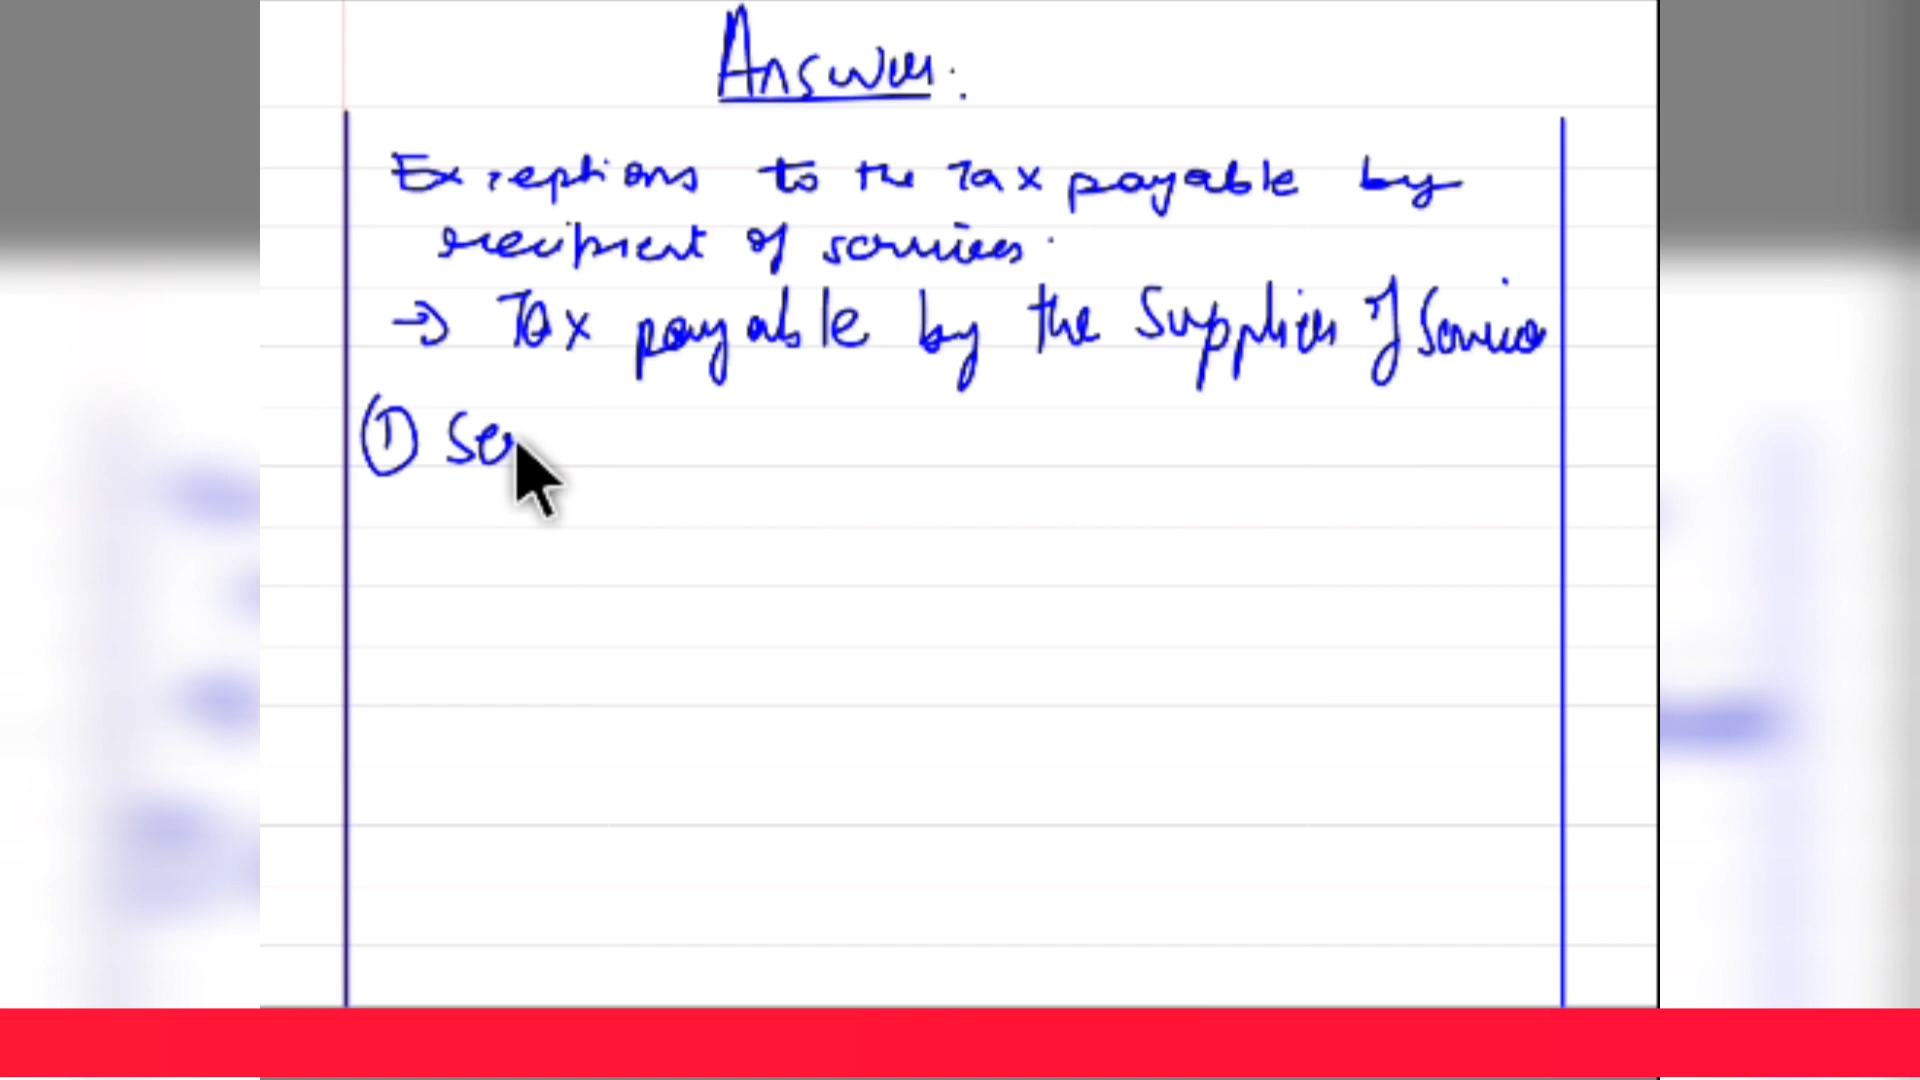 Answer:
Exceptions to the Tax payable by
recipient of services.
→ Tax payable by the Supplier of Service
① Se